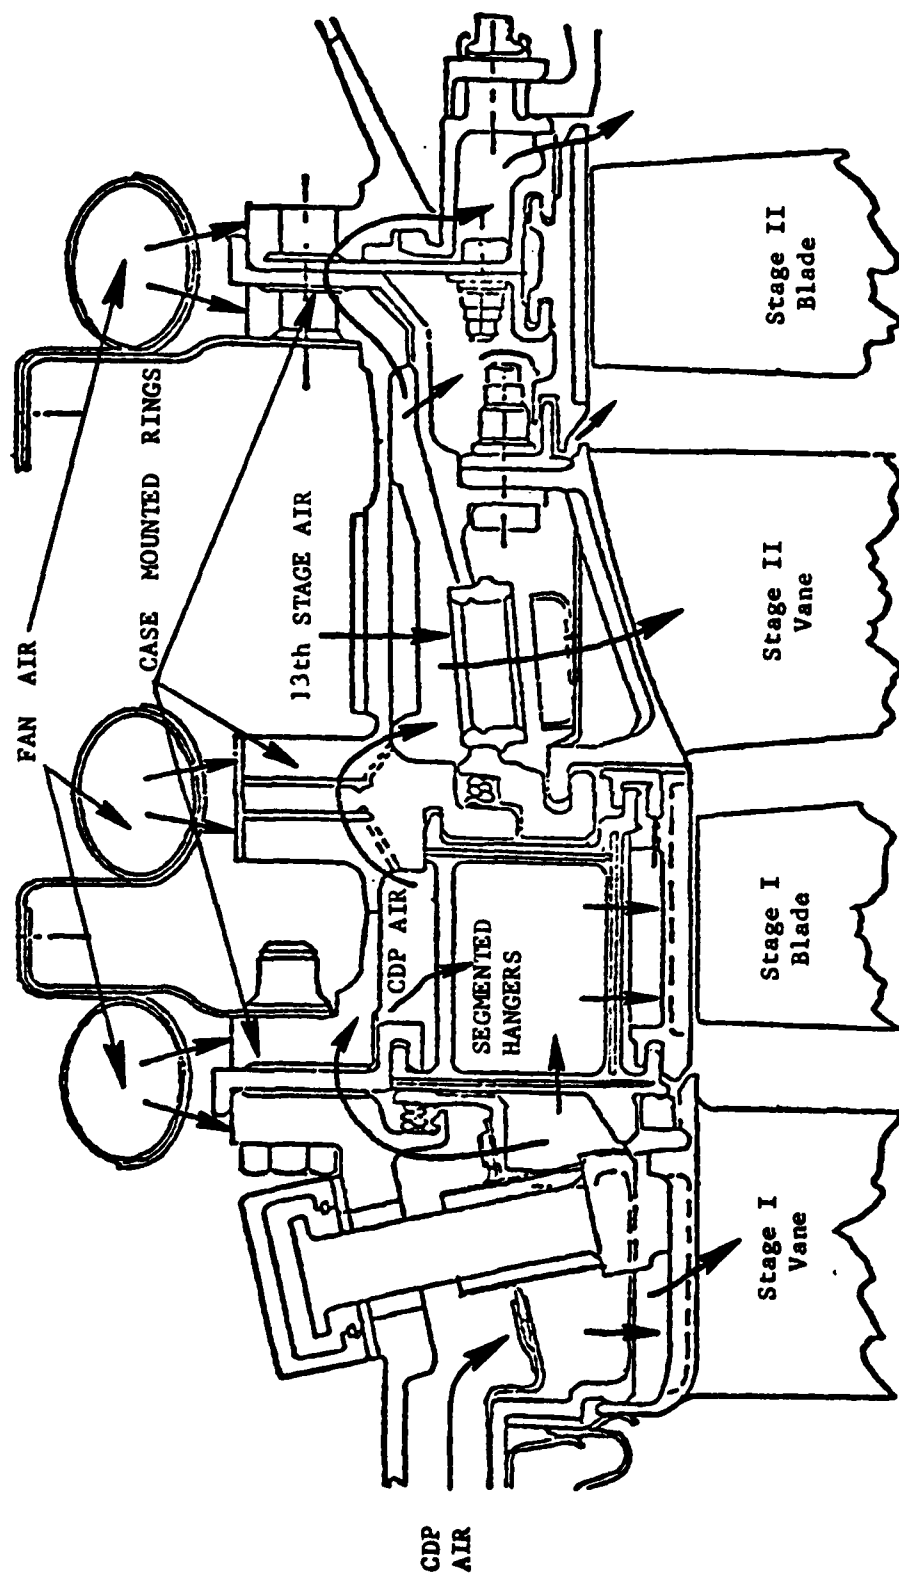 FAN AIR
CASE MOUNTED RINGS
13th STAGE AIR
CDP AIR
SEGMENTED
HANGERS
CDP
AIR
Stage I
Vane
Stage I
Blade
Stage II
Vane
Stage II
Blade